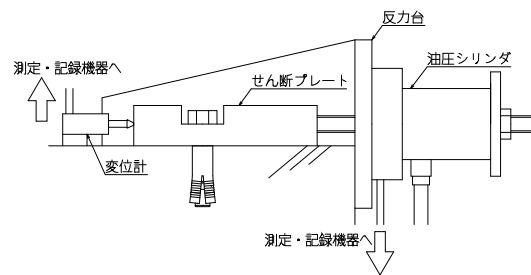 反力台
油圧シリンダ
測定・記録機器へ
せん断プレート
変位計
測定・記録機器へ